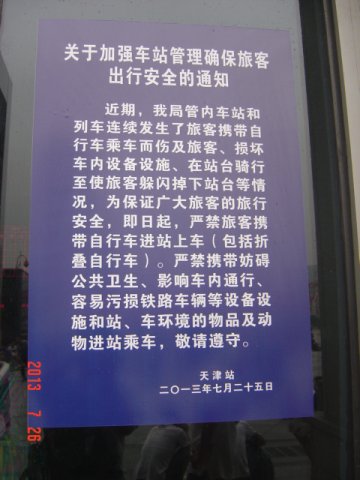 关于加强车站管理确保旅客
出行安全的通知
近期，我局管内车站和
列车连续发生了旅客携带自
行车乘车而伤及旅客、损坏
车内设备设施、在站台骑行
至使旅客躲闪掉下站台等情
况，为保证广大旅客的旅行
安全，即日起，严禁旅客携
带自行车进站上车（包括折
叠自行车）。严禁携带妨碍
公共卫生、影响车内通行、
容易污损铁路车辆等设备设
施和站、车环境的物品及动
物进站乘车，敬请遵守。
天津站
二〇一三年七月二十五日
2013 7 26